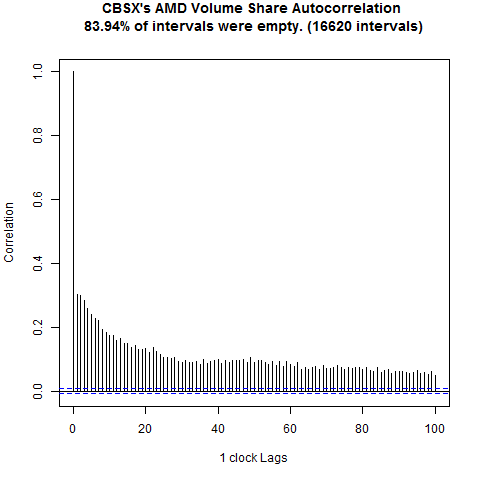 CBSX's AMD Volume Share Autocorrelation
83.94% of intervals were empty. (16620 intervals)
1.0
0.8
0.6
0.4
0.2
0.0
Correlation
0 20 40 60 80 100
1 clock Lags